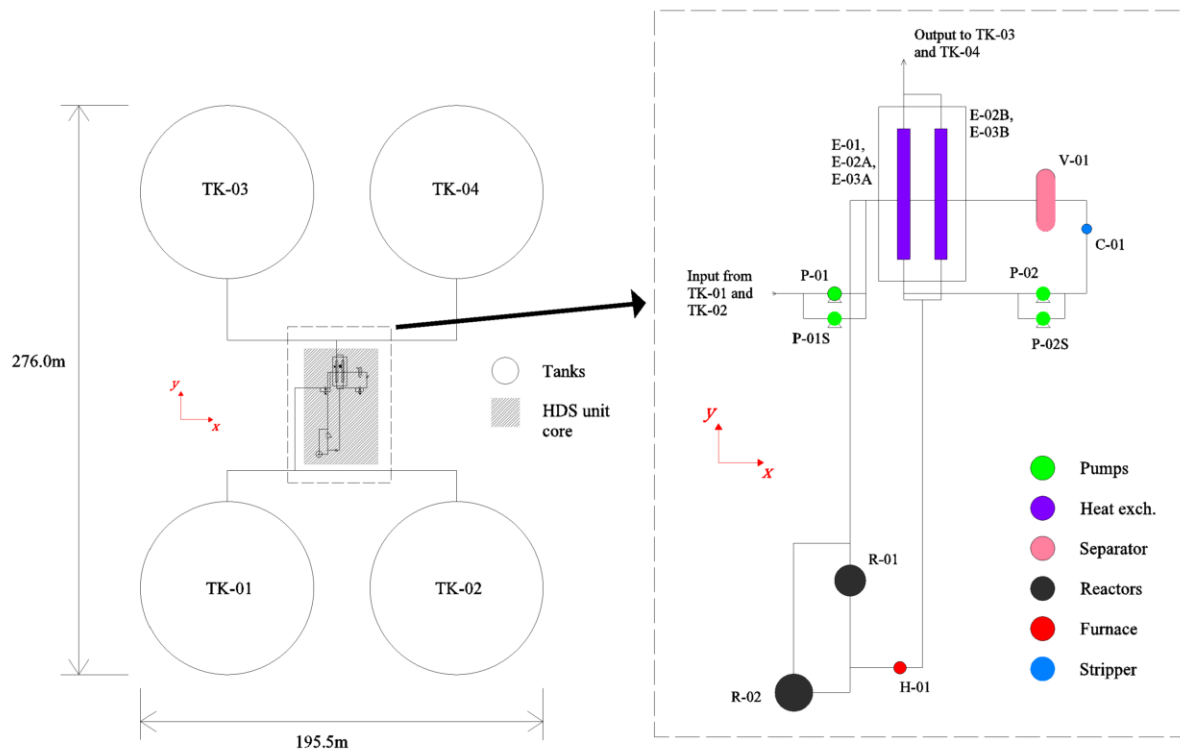 TK-03
TK-04
276.0m
y
x
Tanks
HDS unit
core
TK-01
TK-02
195.5m
Output to TK-03
and TK-04
E-02B,
E-03B
E-01,
E-02A,
E-03A
V-01
C-01
Input from
TK-01 and
TK-02
P-01
P-01S
P-02
P-02S
y
x
R-01
R-02
H-01
Pumps
Heat exch.
Separator
Reactors
Furnace
Stripper